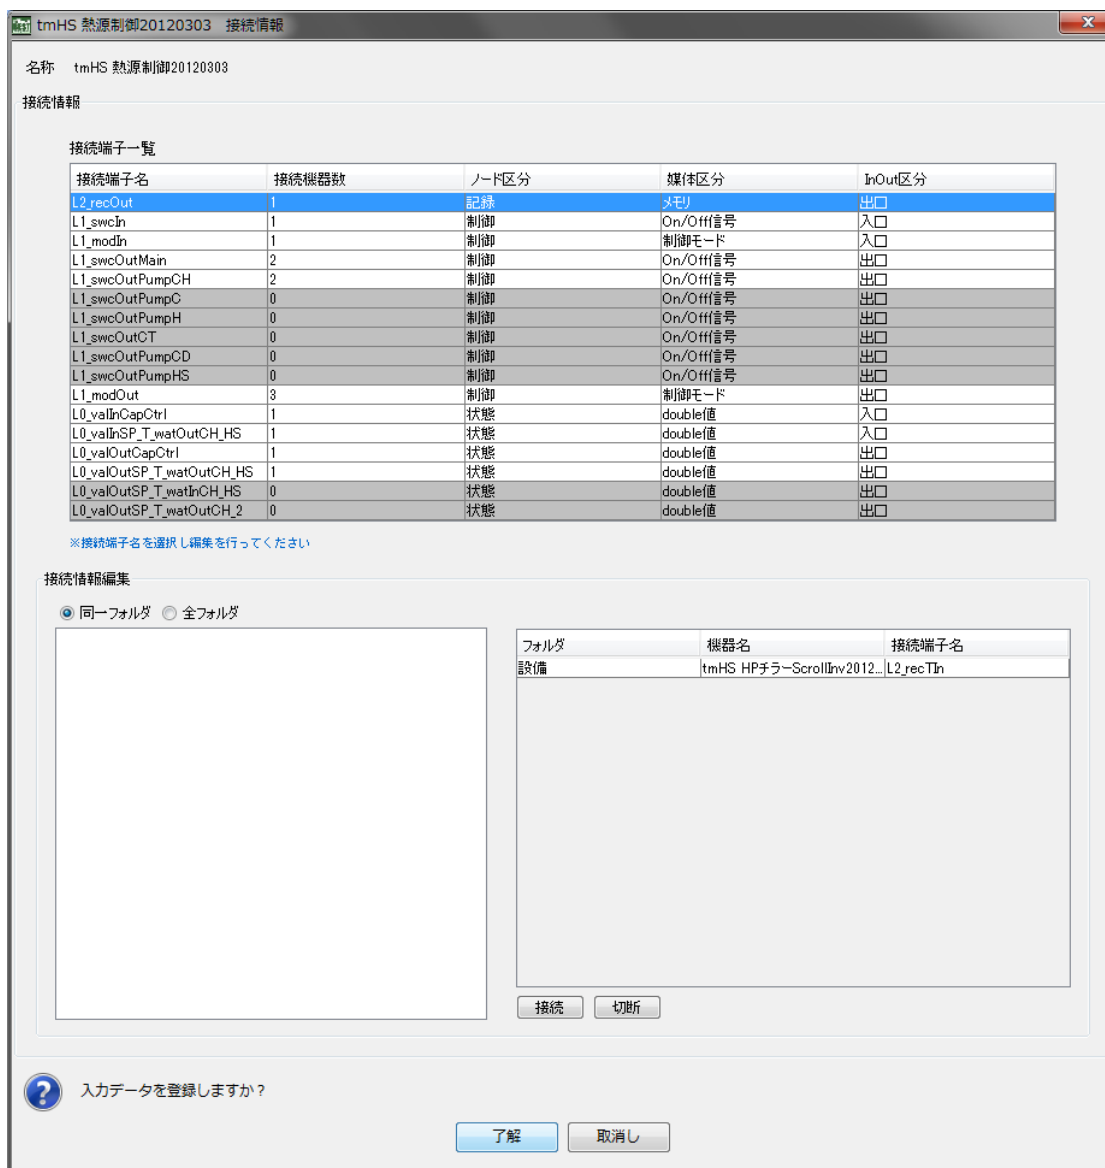 tmHS 熱源制御20120303 接続情報
名称 tmHS 熱源制御20120303
接続情報
接続端子一覧
接続端子名 接続機器数 ノード区分 媒体区分 InOut区分
L2_recOut 1 記録 メモリ 出口
L1_swcIn 1 制御 On/Off信号 入口
L1_modIn 1 制御 制御モード 入口
L1_swcOutMain 2 制御 On/Off信号 出口
L1_swcOutPumpCH 2 制御 On/Off信号 出口
L1_swcOutPumpC 0 制御 On/Off信号 出口
L1_swcOutPumpH 0 制御 On/Off信号 出口
L1_swcOutCT 0 制御 On/Off信号 出口
L1_swcOutPumpCD 0 制御 On/Off信号 出口
L1_swcOutPumpHS 0 制御 On/Off信号 出口
L1_modOut 3 制御 制御モード 出口
L0_valInCapCtrl 1 状態 double値 入口
L0_valInSP_T_watOutCH_HS 1 状態 double値 入口
L0_valOutCapCtrl 1 状態 double値 出口
L0_valOutSP_T_watOutCH_HS 1 状態 double値 出口
L0_valOutSP_T_watInCH_HS 0 状態 double値 出口
L0_valOutSP_T_watOutCH_2 0 状態 double値 出口
※接続端子名を選択し編集を行ってください
接続情報編集
同一フォルダ 全フォルダ
フォルダ 機器名 接続端子名
設備 tmHS HPチラーScrollInv2012... L2_recTIn
接続 切断
入力データを登録しますか？
了解 取消し